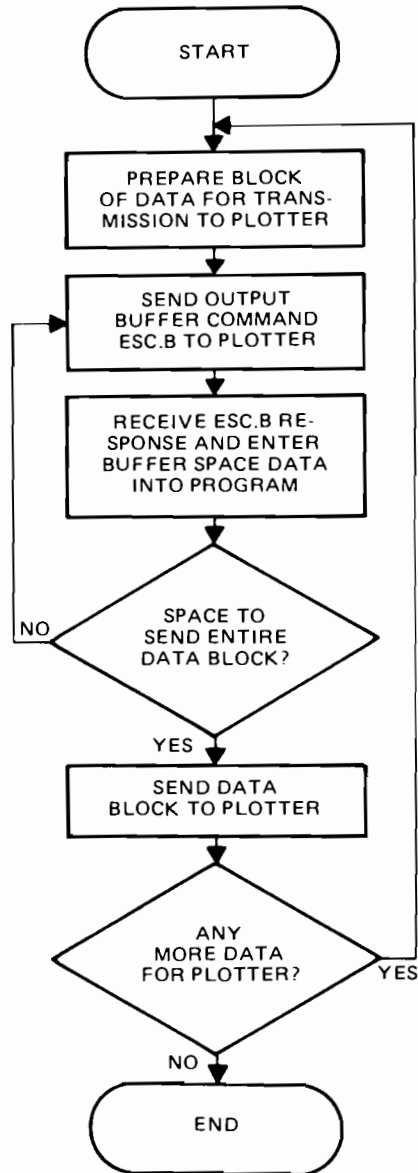 START
PREPARE BLOCK
OF DATA FOR TRANS-
MISSION TO PLOTTER
SEND OUTPUT
BUFFER COMMAND
ESC.B TO PLOTTER
RECEIVE ESC.B RE-
SPONSE AND ENTER
BUFFER SPACE DATA
INTO PROGRAM
SPACE TO
SEND ENTIRE
DATA BLOCK?
NO
YES
SEND DATA
BLOCK TO PLOTTER
ANY
MORE DATA
FOR PLOTTER?
YES
NO
END